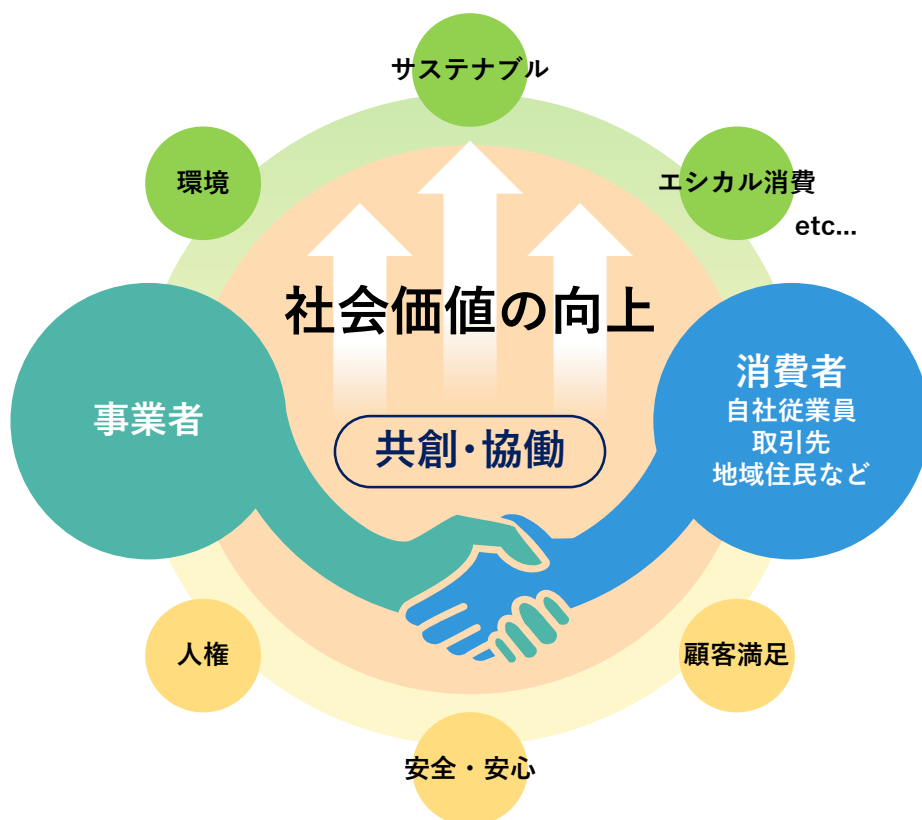 サステナブル
環境
エシカル消費
etc...
社会価値の向上
事業者
消費者
自社従業員
取引先
地域住民など
共創・協働
人権
顧客満足
安全・安心